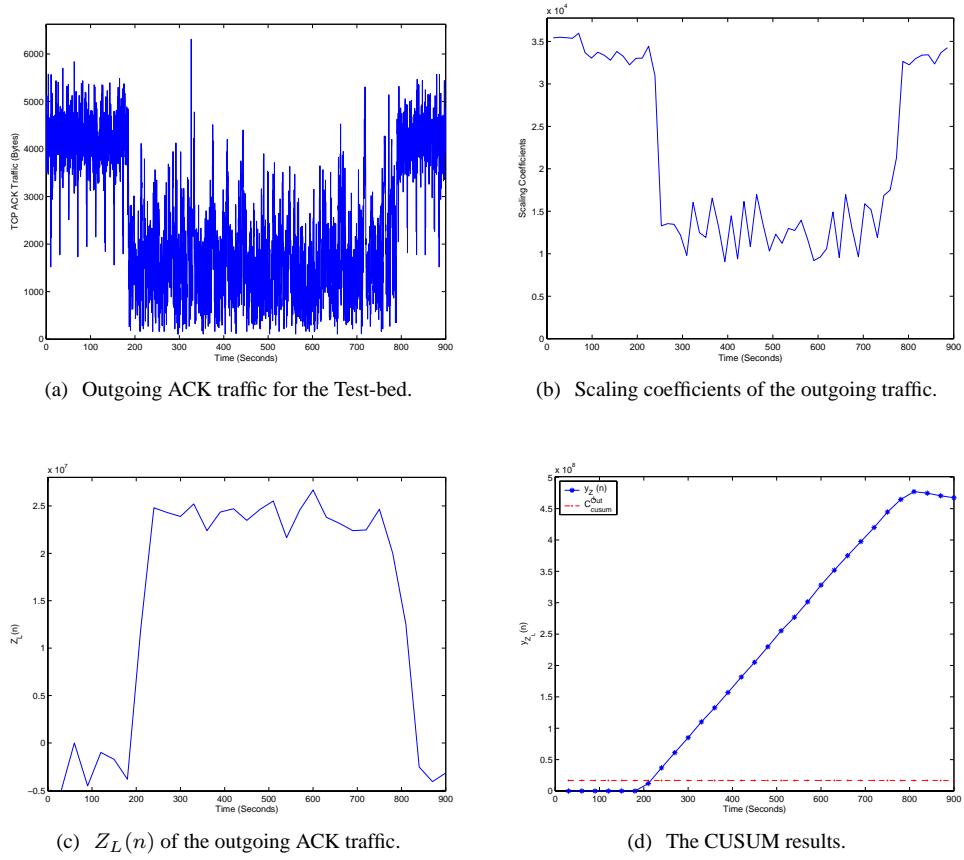 6000
5000
4000
3000
2000
1000
0
TCP ACK Traffic (Bytes)
0 100 200 300 400 500 600 700 800 900
Time (Seconds)
(a) Outgoing ACK traffic for the Test-bed.
x 10^4
4
3.5
3
2.5
2
1.5
1
0.5
0
Scaling Coefficients
0 100 200 300 400 500 600 700 800 900
Time (Seconds)
(b) Scaling coefficients of the outgoing traffic.
x 10^7
2.5
2
1.5
1
0.5
0
−0.5
Z_L(n)
0 100 200 300 400 500 600 700 800 900
Time (Seconds)
(c) Z_L(n) of the outgoing ACK traffic.
x 10^8
5
4.5
4
3.5
3
2.5
2
1.5
1
0.5
0
y_Z_L (n)
y_Z_L (n)
C^Out_cusum
0 100 200 300 400 500 600 700 800 900
Time (Seconds)
(d) The CUSUM results.